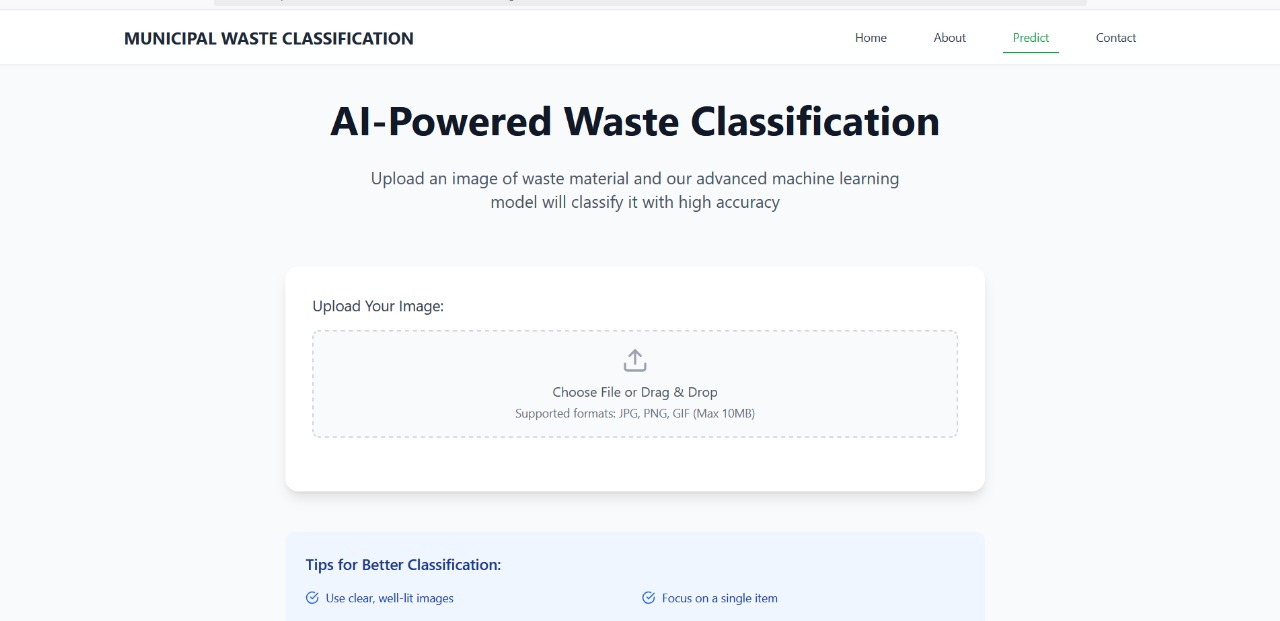 MUNICIPAL WASTE CLASSIFICATION
Home About Predict Contact
AI-Powered Waste Classification
Upload an image of waste material and our advanced machine learning
model will classify it with high accuracy
Upload Your Image:
Choose File or Drag & Drop
Supported formats: JPG, PNG, GIF (Max 10MB)
Tips for Better Classification:
Use clear, well-lit images Focus on a single item